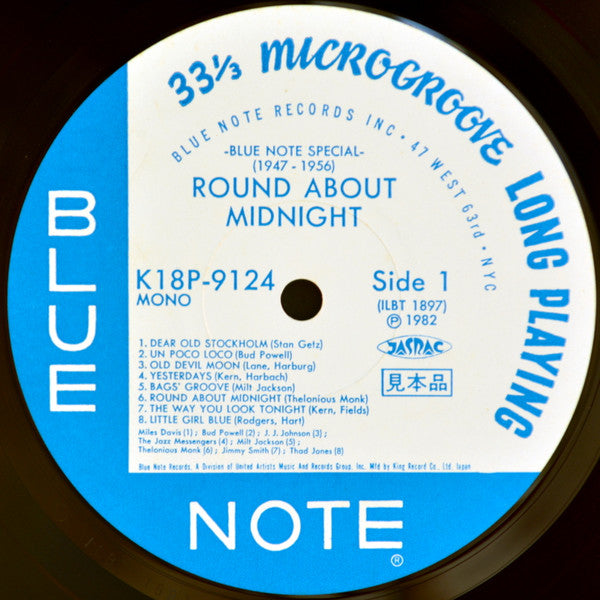 33⅓ MICROGROOVE LONG PLAYING
BLUE NOTE RECORDS INC • 47 WEST 63rd • NYC
-BLUE NOTE SPECIAL-
(1947 - 1956)
ROUND ABOUT
MIDNIGHT
BLUE
K18P-9124
MONO
Side 1
(ILBT 1897)
Ⓟ 1982
JASRAC
見本品
1. DEAR OLD STOCKHOLM (Stan Getz)
2. UN POCO LOCO (Bud Powell)
3. OLD DEVIL MOON (Lane, Harburg)
4. YESTERDAYS (Kern, Harbach)
5. BAGS' GROOVE (Milt Jackson)
6. ROUND ABOUT MIDNIGHT (Thelonious Monk)
7. THE WAY YOU LOOK TONIGHT (Kern, Fields)
8. LITTLE GIRL BLUE (Rodgers, Hart)
Miles Davis (1) ; Bud Powell (2) ; J. J. Johnson (3) ;
The Jazz Messengers (4) ; Milt Jackson (5) ;
Thelonious Monk (6) ; Jimmy Smith (7) ; Thad Jones (8)
Blue Note Records, A Division of United Artists Music And Records Group, Inc. Mfd by King Record Co., Ltd. Japan
NOTE®